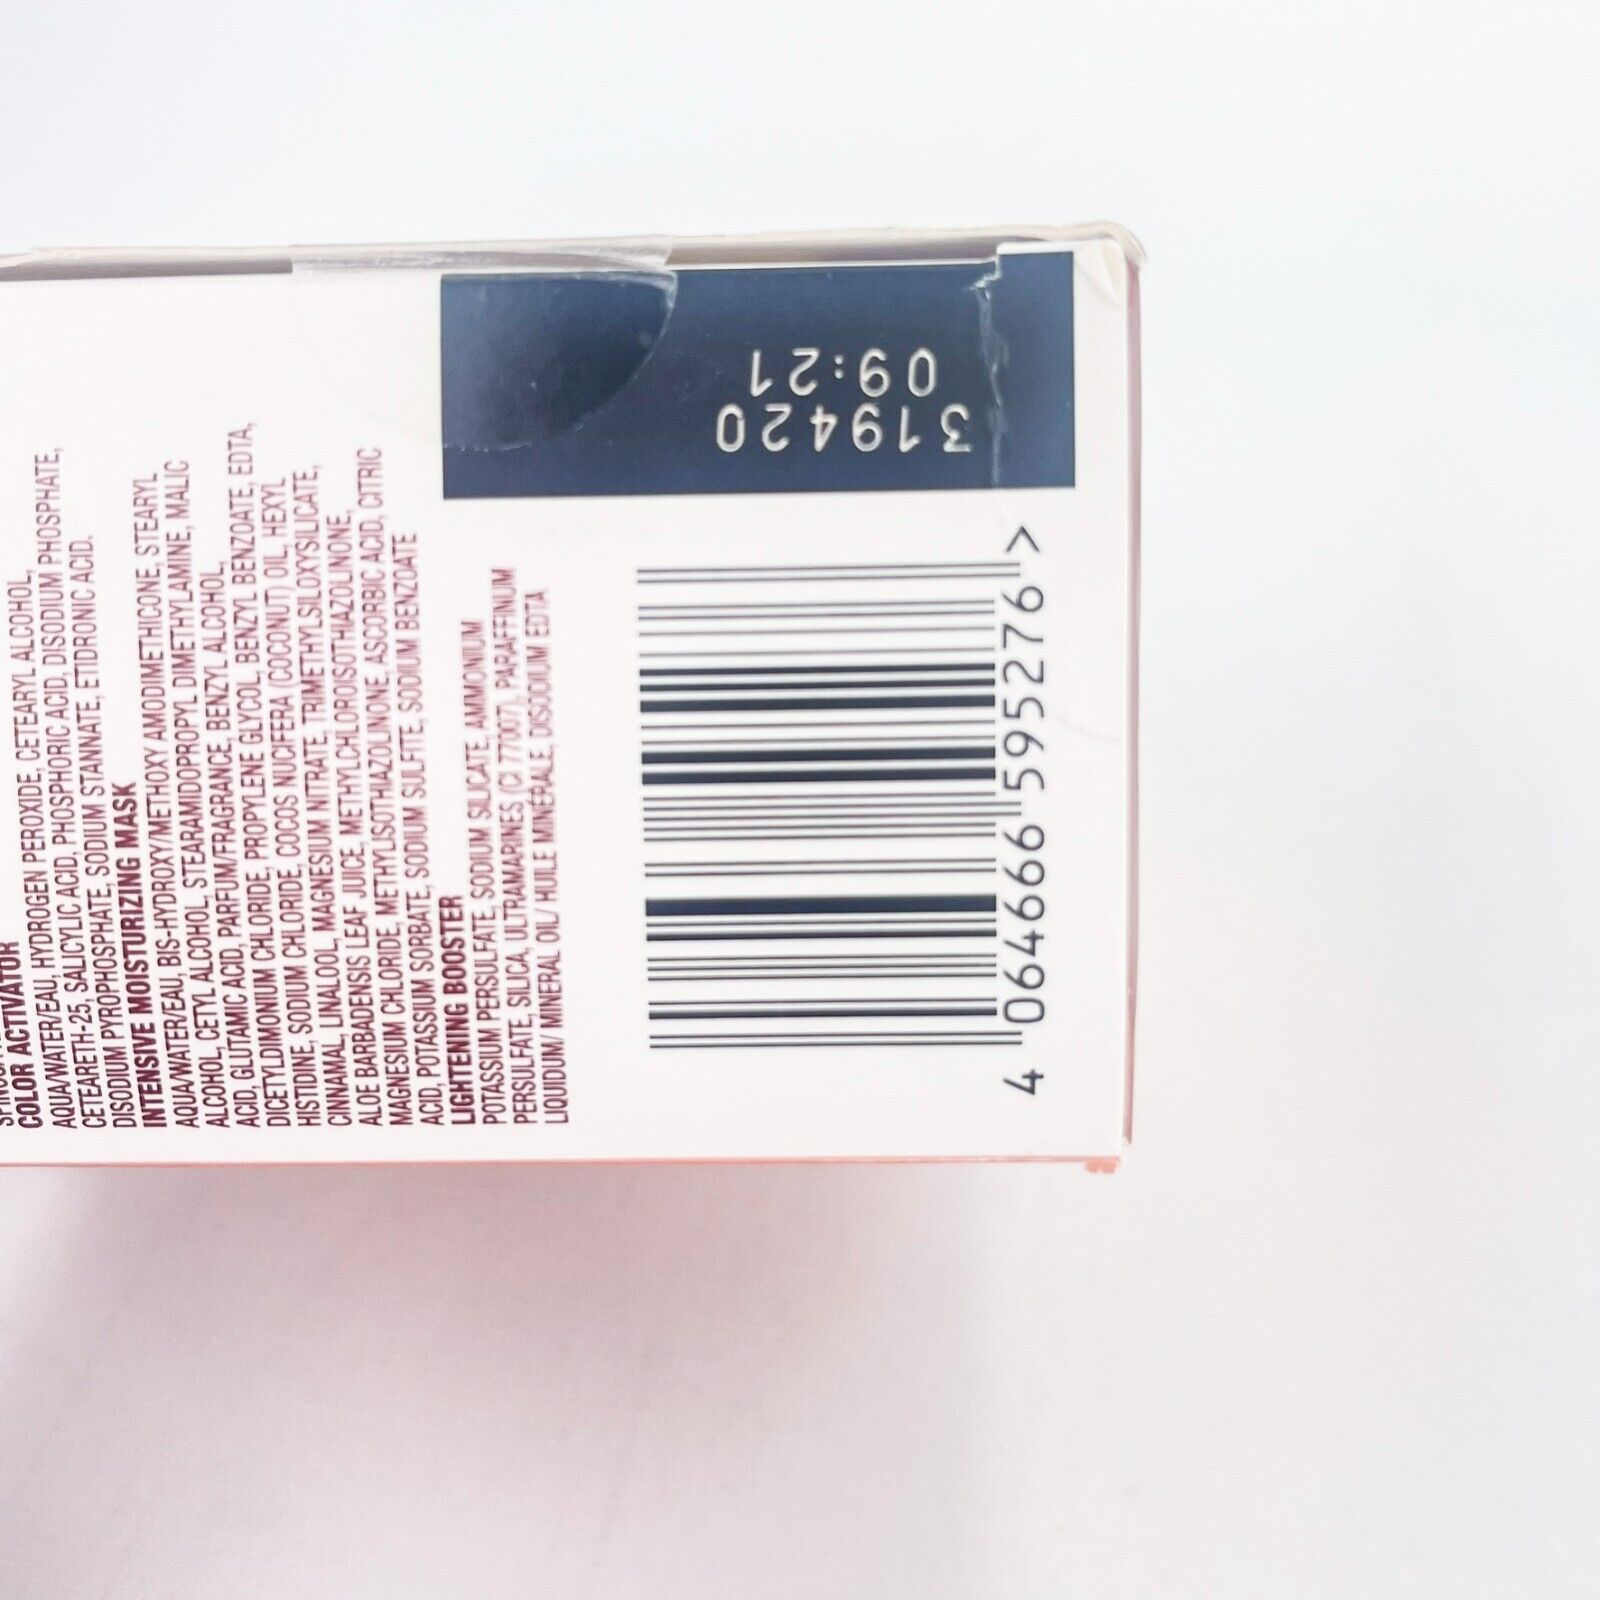 COLOR ACTIVATOR
AQUA/WATER/EAU, HYDROGEN PEROXIDE, CETEARYL ALCOHOL,
CETEARETH-25, SALICYLIC ACID, PHOSPHORIC ACID, DISODIUM PHOSPHATE,
DISODIUM PYROPHOSPHATE, SODIUM STANNATE, ETIDRONIC ACID.
INTENSIVE MOISTURIZING MASK
AQUA/WATER/EAU, BIS-HYDROXY/METHOXY AMODIMETHICONE, STEARYL
ALCOHOL, CETYL ALCOHOL, STEARAMIDOPROPYL DIMETHYLAMINE, MALIC
ACID, GLUTAMIC ACID, PARFUM/FRAGRANCE, BENZYL ALCOHOL,
DICETYLDIMONIUM CHLORIDE, PROPYLENE GLYCOL, BENZYL BENZOATE, EDTA,
HISTIDINE, SODIUM CHLORIDE, COCOS NUCIFERA (COCONUT) OIL, HEXYL
CINNAMAL, LINALOOL, MAGNESIUM NITRATE, TRIMETHYLSILOXYSILICATE,
ALOE BARBADENSIS LEAF JUICE, METHYLCHLOROISOTHIAZOLINONE,
MAGNESIUM CHLORIDE, METHYLISOTHIAZOLINONE, ASCORBIC ACID, CITRIC
ACID, POTASSIUM SORBATE, SODIUM SULFITE, SODIUM BENZOATE
LIGHTENING BOOSTER
POTASSIUM PERSULFATE, SODIUM SILICATE, AMMONIUM
PERSULFATE, SILICA, ULTRAMARINES (CI 77007), PARAFFINUM
LIQUIDUM/ MINERAL OIL/ HUILE MINÉRALE, DISODIUM EDTA
319420
09:21
4 064666 595276 >